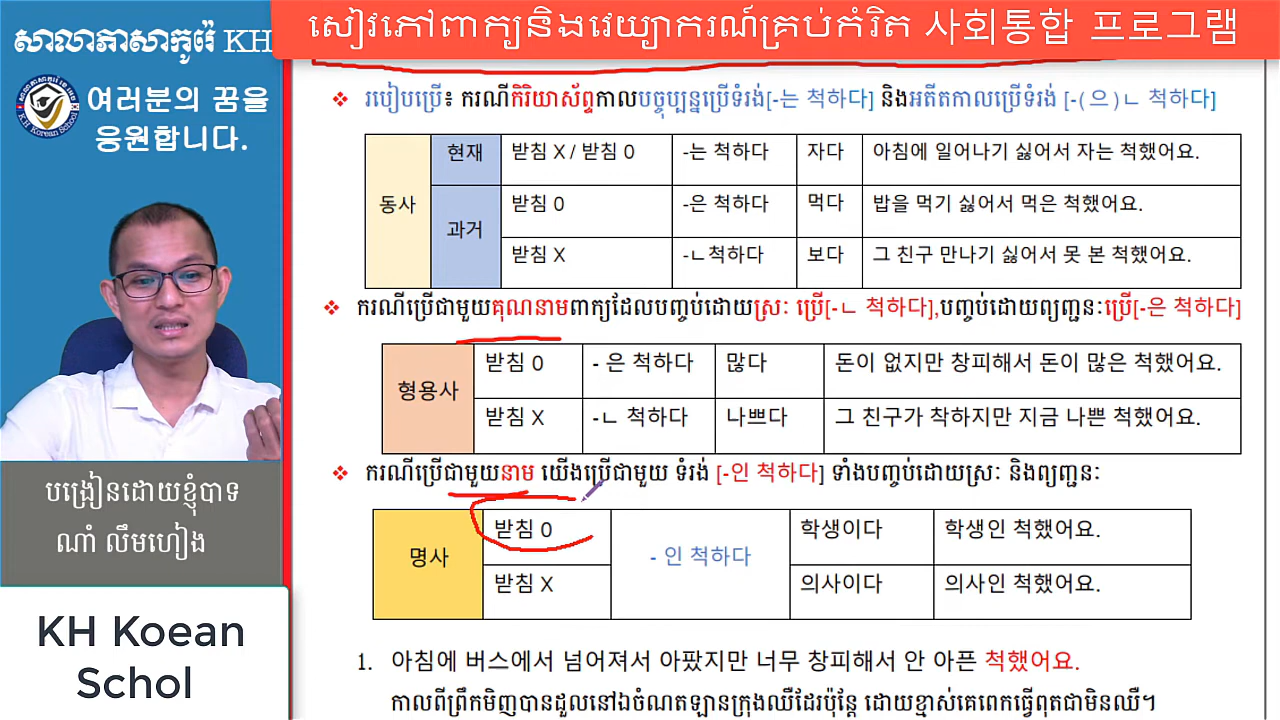 សៀវភៅពាក្យនិងវេយ្យាករណ៍គ្រប់កំរិត 사회통합 프로그램
សាលាភាសាកូរ៉េ KH
KH Korean School
여러분의 꿈을
응원합니다.
របៀបប្រើ៖ ករណីកិរិយាស័ព្ទកាលបច្ចុប្បន្នប្រើទំរង់[-는 척하다] និងអតីតកាលប្រើទំរង់ [-(으)ㄴ 척하다]
동사 현재 받침 X / 받침 0 -는 척하다 자다 아침에 일어나기 싫어서 자는 척했어요.
과거 받침 0 -은 척하다 먹다 밥을 먹기 싫어서 먹은 척했어요.
받침 X -ㄴ척하다 보다 그 친구 만나기 싫어서 못 본 척했어요.
ករណីប្រើជាមួយគុណនាមពាក្យដែលបញ្ចប់ដោយស្រៈ ប្រើ[-ㄴ 척하다],បញ្ចប់ដោយព្យញ្ជនៈប្រើ[-은 척하다]
형용사 받침 0 - 은 척하다 많다 돈이 없지만 창피해서 돈이 많은 척했어요.
받침 X -ㄴ 척하다 나쁘다 그 친구가 착하지만 지금 나쁜 척했어요.
ករណីប្រើជាមួយនាម យើងប្រើជាមួយ ទំរង់ [-인 척하다] ទាំងបញ្ចប់ដោយស្រៈ និងព្យញ្ជនៈ
명사 받침 0 - 인 척하다 학생이다 학생인 척했어요.
받침 X 의사이다 의사인 척했어요.
1. 아침에 버스에서 넘어져서 아팠지만 너무 창피해서 안 아픈 척했어요.
កាលពីព្រឹកមិញបានដួលនៅឯចំណតឡានក្រុងឈឺដែរប៉ុន្តែ ដោយខ្មាស់គេពេកធ្វើពុតជាមិនឈឺ។
បង្រៀនដោយខ្ញុំបាទ
ណាំ លឹមហៀង
KH Koean
Schol